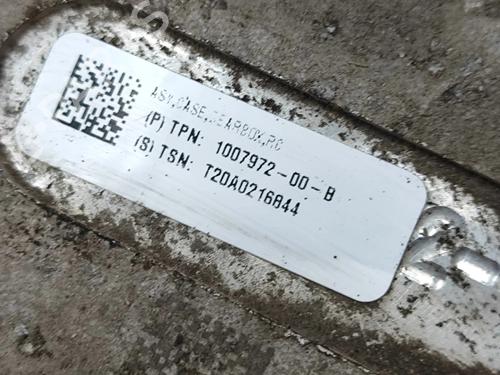 ASY,CASE,GEARBOX,RC
(P) TPN: 1007972-00-B
(S) TSN: T20A0216844